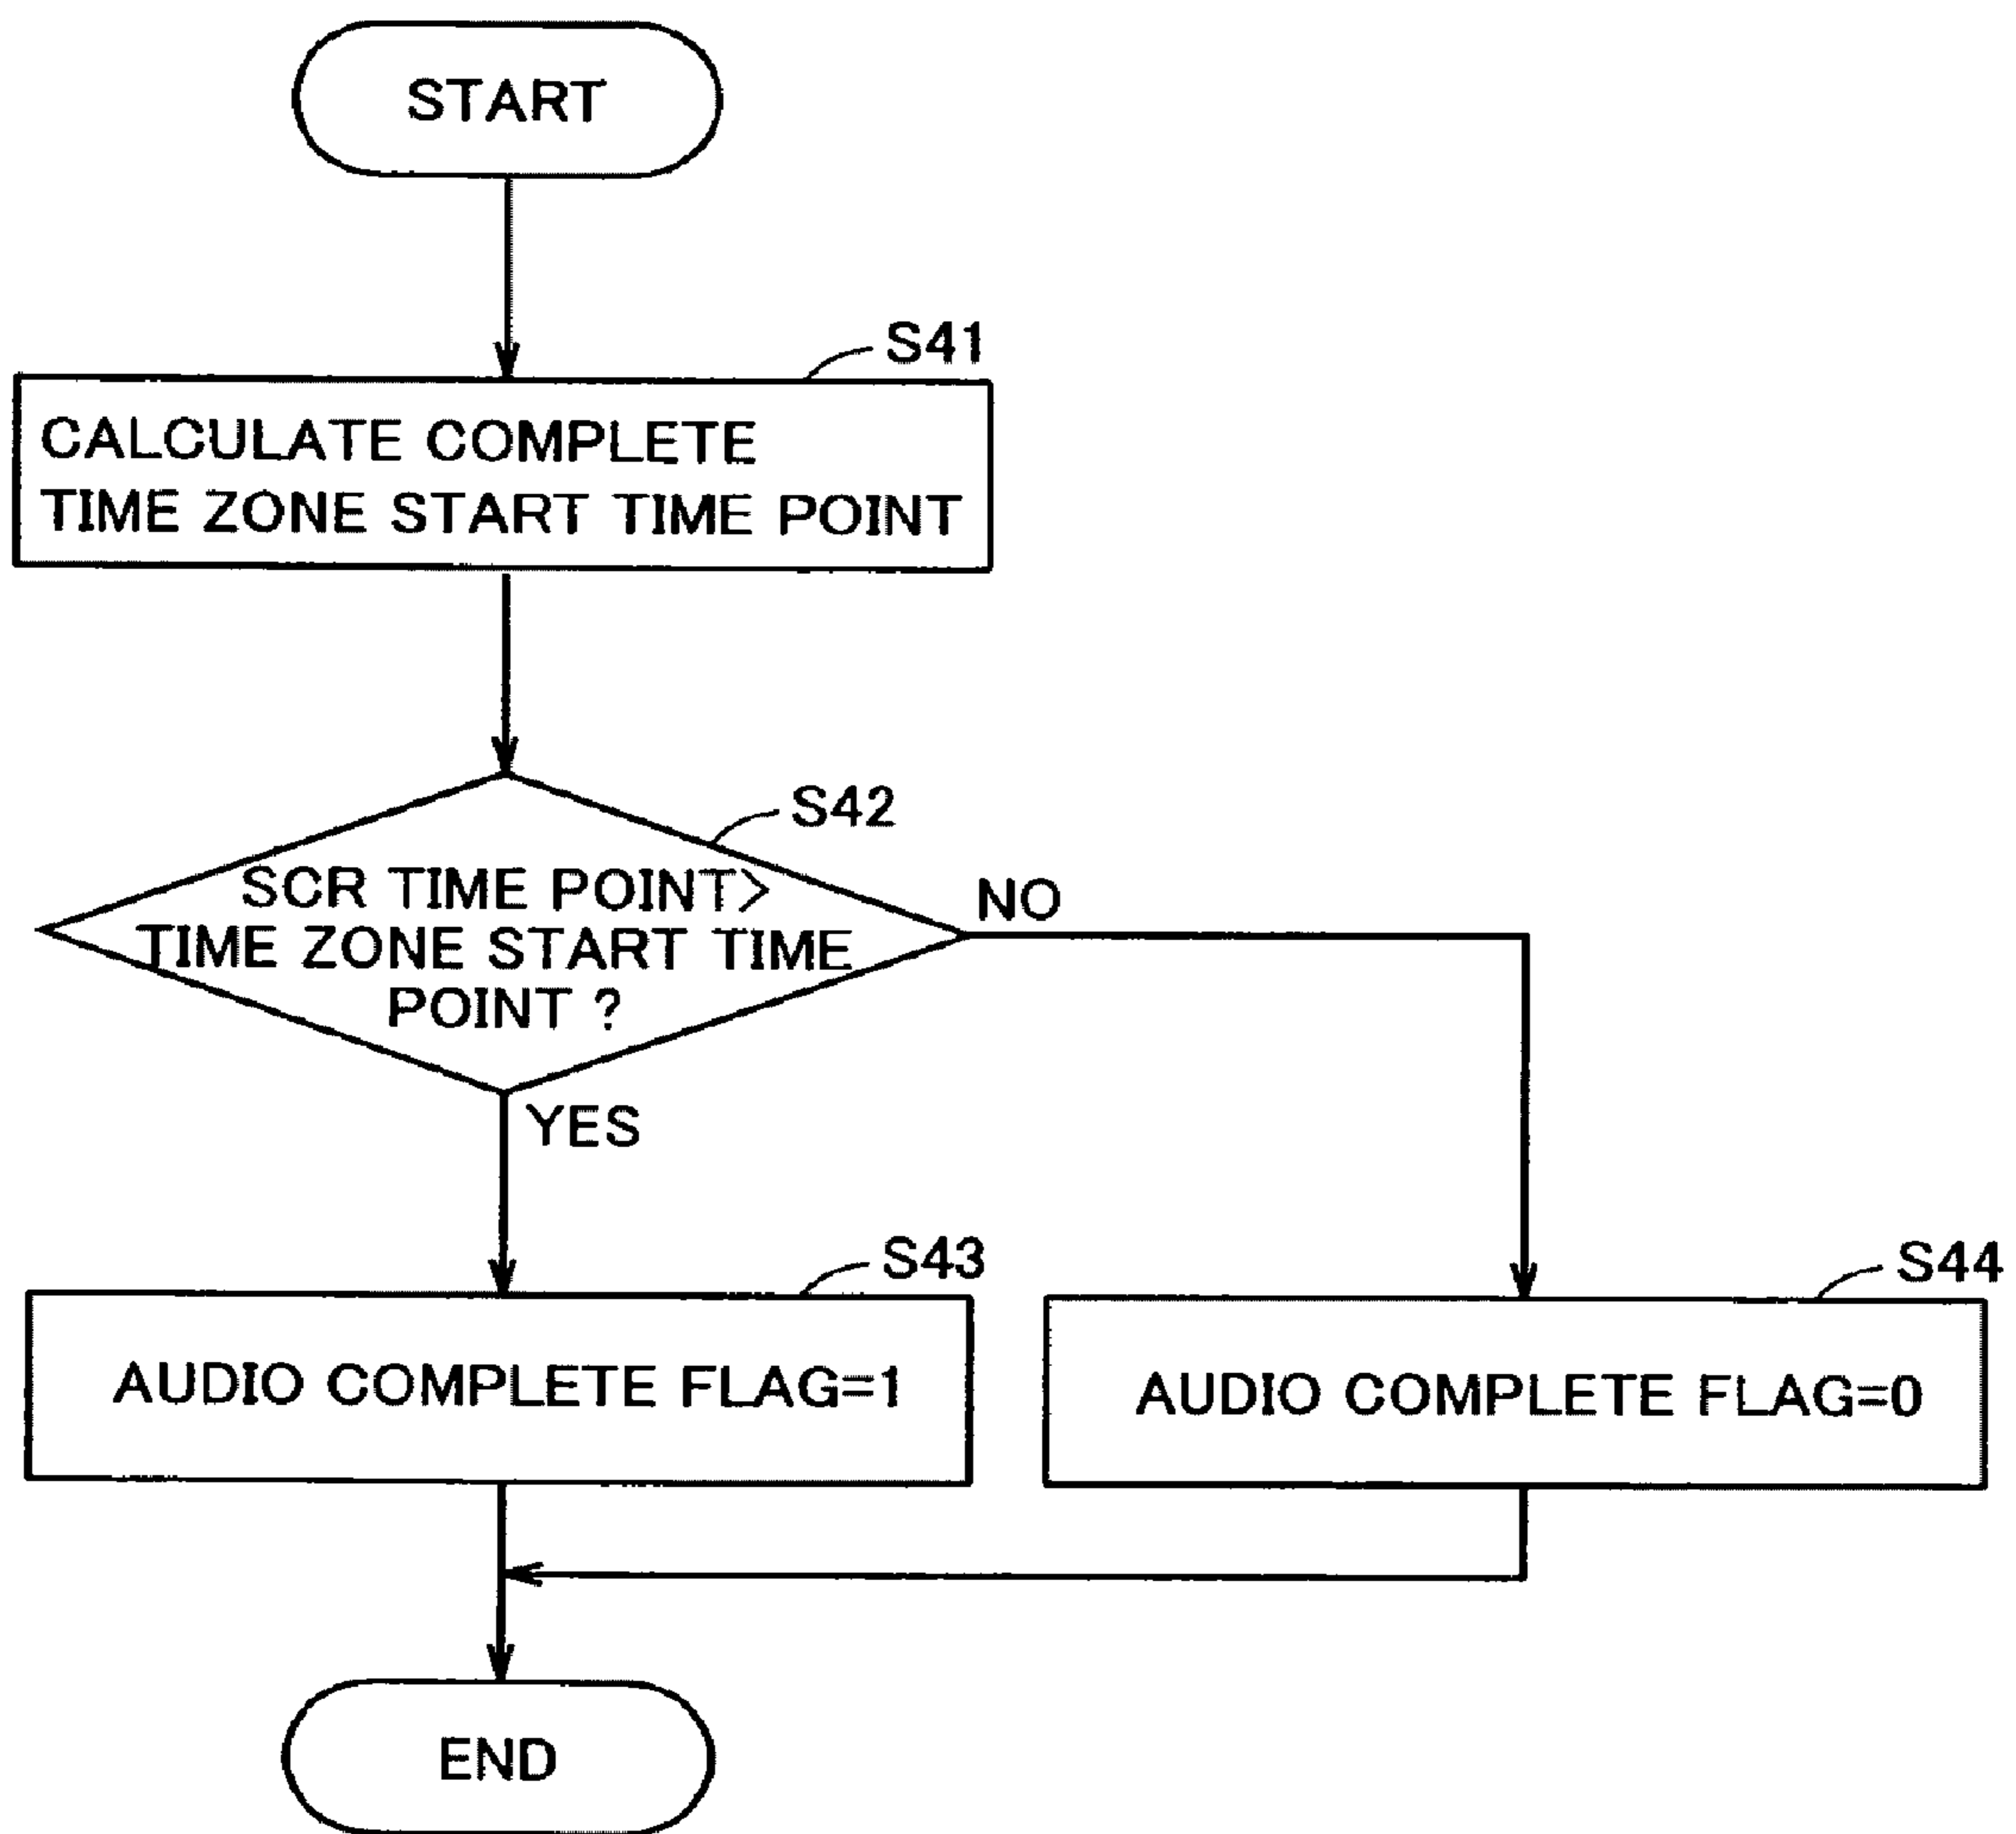 START
S41
CALCULATE COMPLETE
TIME ZONE START TIME POINT
S42
SCR TIME POINT>
TIME ZONE START TIME
POINT ?
NO
YES
S43
AUDIO COMPLETE FLAG=1
S44
AUDIO COMPLETE FLAG=0
END